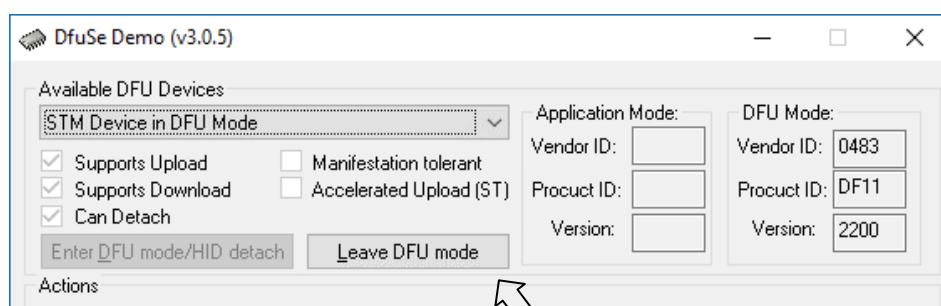 DfuSe Demo (v3.0.5)
Available DFU Devices
STM Device in DFU Mode
Supports Upload
Manifestation tolerant
Supports Download
Accelerated Upload (ST)
Can Detach
Enter DFU mode/HID detach
Leave DFU mode
Application Mode:
Vendor ID:
Procuct ID:
Version:
DFU Mode:
Vendor ID: 0483
Procuct ID: DF11
Version: 2200
Actions